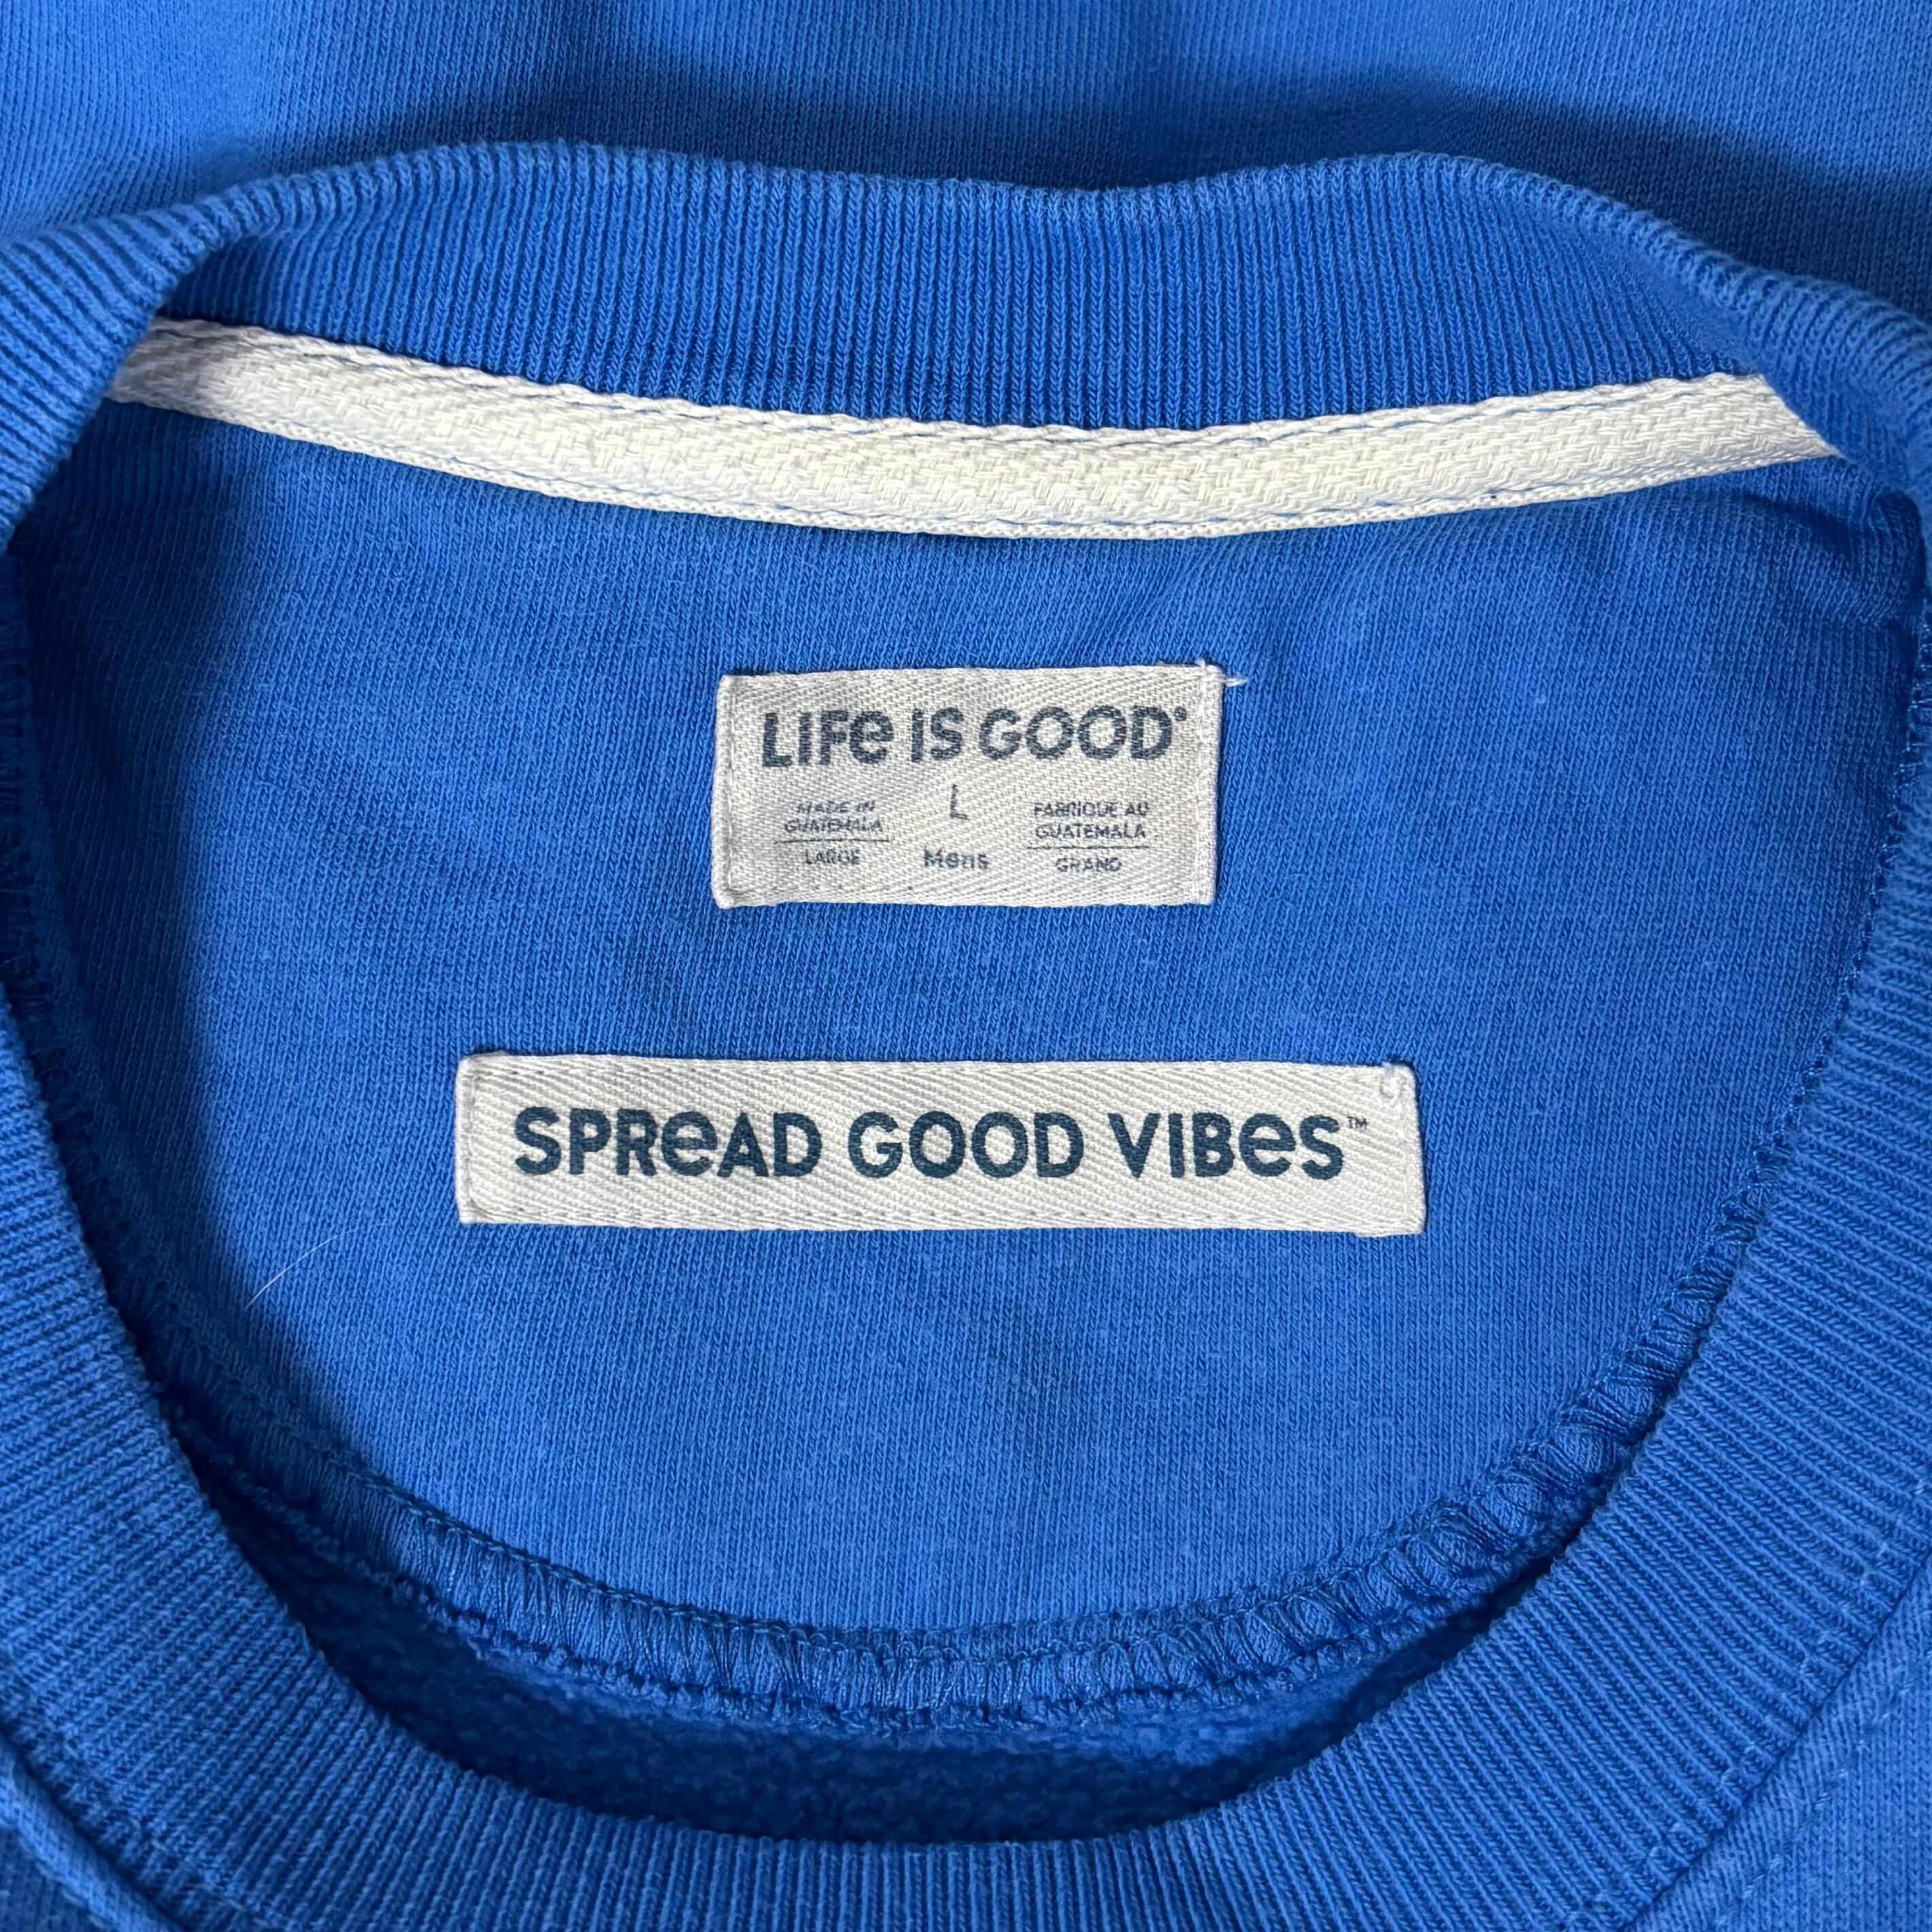 LIFe IS GOOD®
MADE IN
GUATEMALA
LARGE
L
Mens
FABRIQUE AU
GUATEMALA
GRAND
SPReAD GOOD VIBeS™